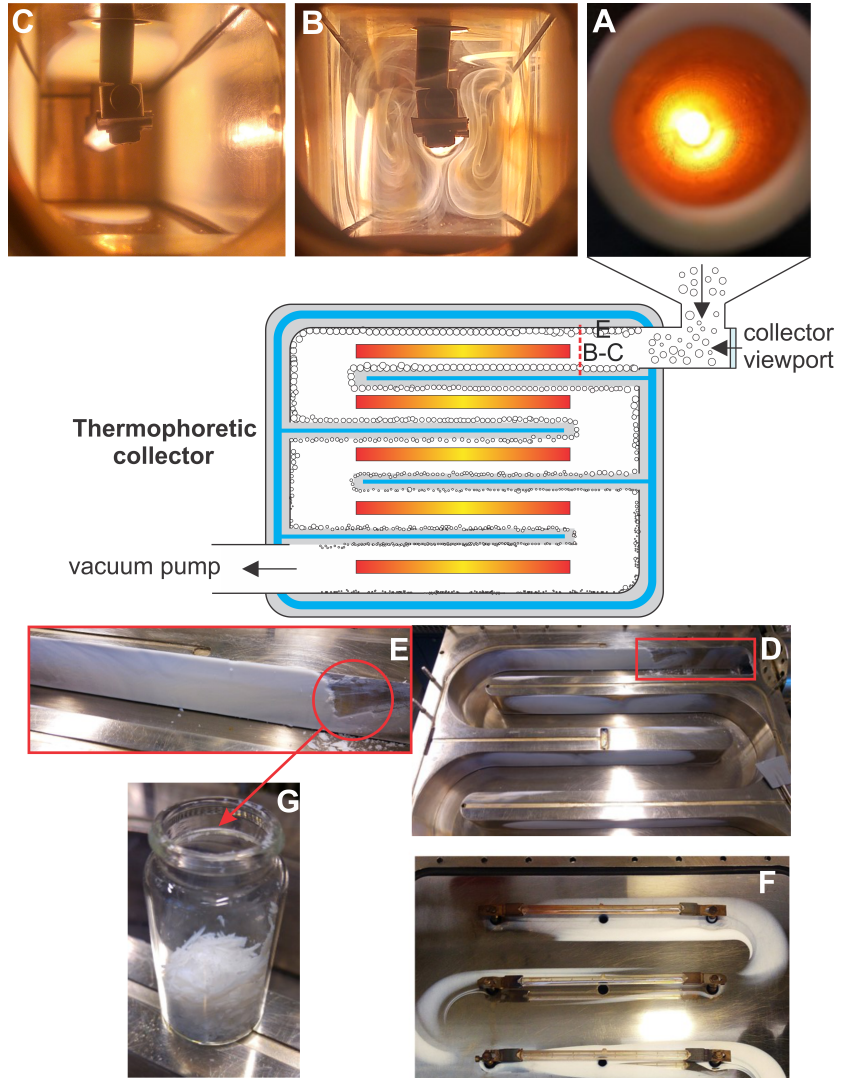 C
B
A
E
B-C
collector
viewport
Thermophoretic
collector
vacuum pump
E
D
G
F